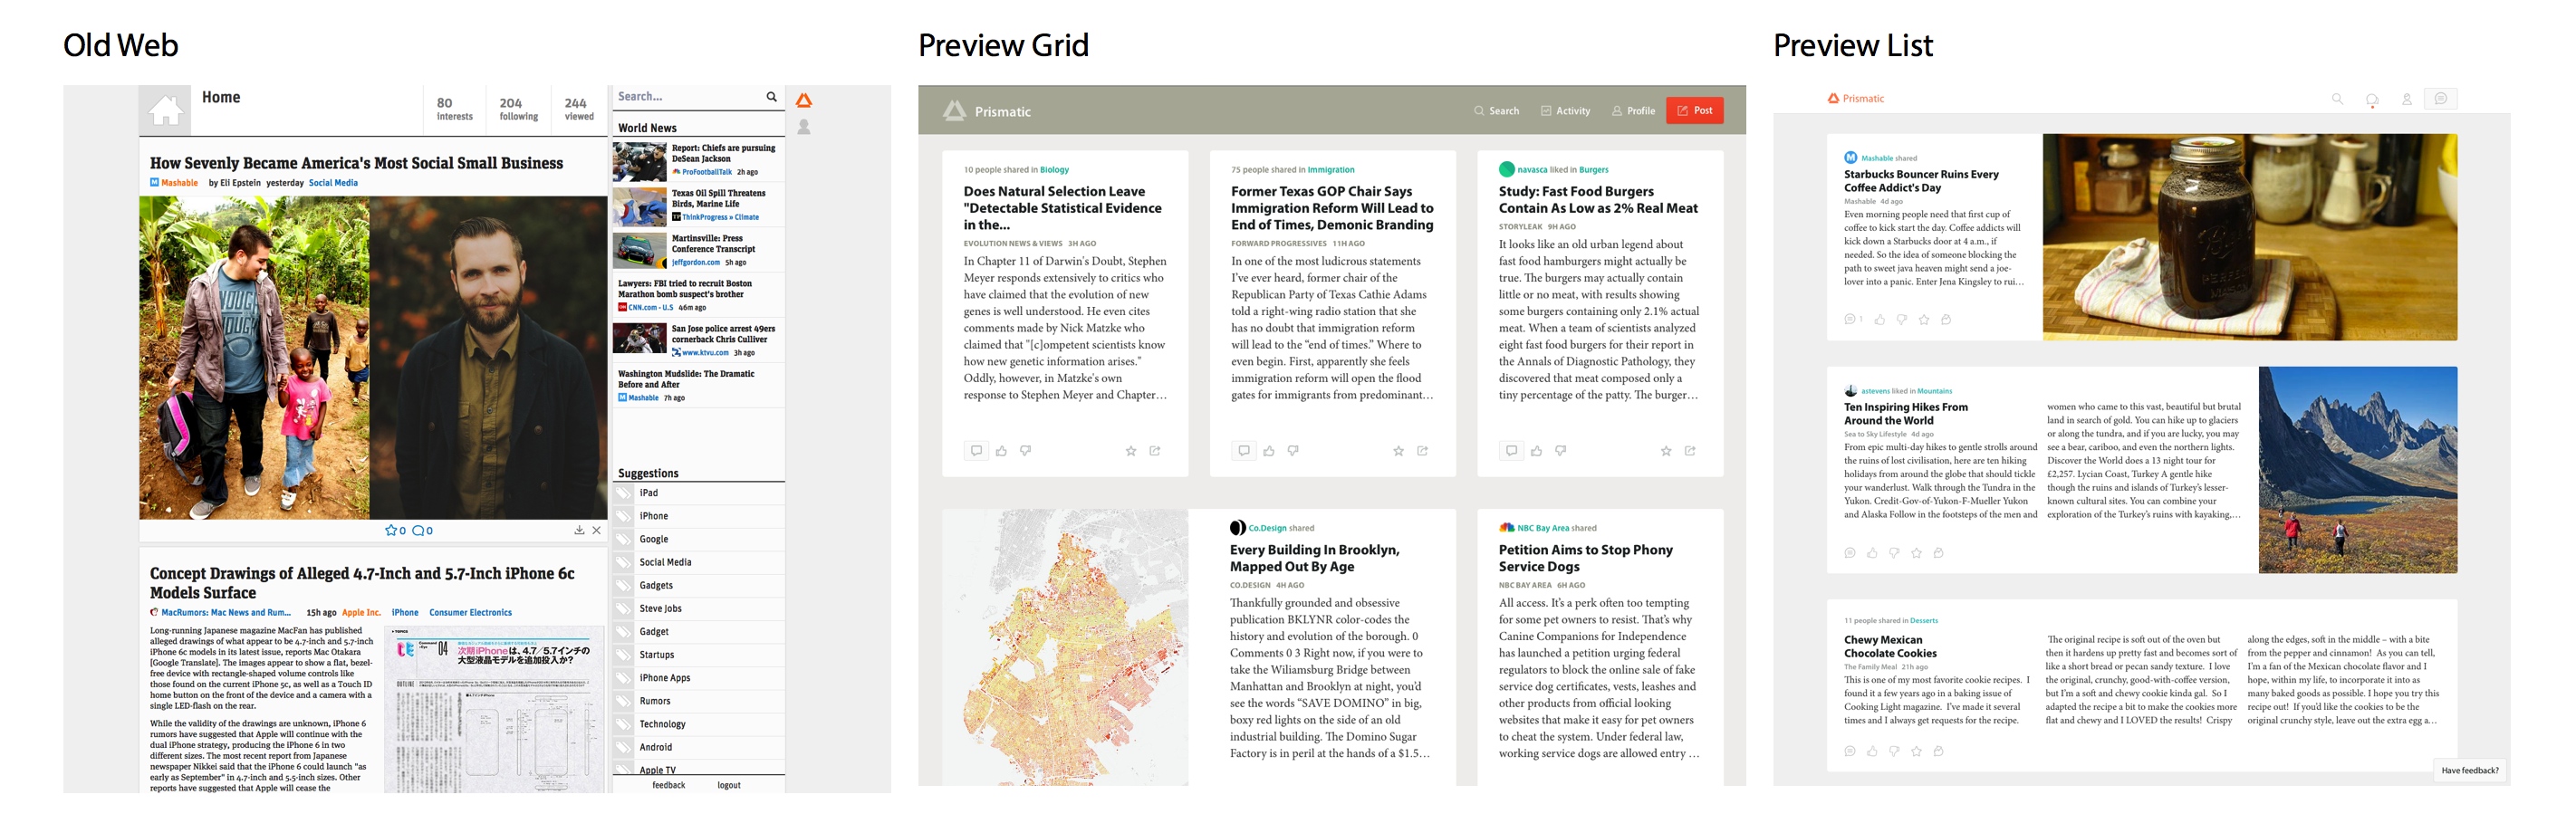 Old Web
Home
80
interests
204
following
244
viewed
How Sevenly Became America's Most Social Small Business
Mashable by Eli Epstein yesterday Social Media
0 0
Concept Drawings of Alleged 4.7-Inch and 5.7-Inch iPhone 6c
Models Surface
MacRumors: Mac News and Rum... 15h ago Apple Inc. iPhone Consumer Electronics
Long-running Japanese magazine MacFan has published
alleged drawings of what appear to be 4.7-inch and 5.7-inch
iPhone 6c models in its latest issue, reports Mac Otakara
[Google Translate]. The images appear to show a flat, bezel-
free device with rectangle-shaped volume controls like
those found on the current iPhone 5c, as well as a Touch ID
home button on the front of the device and a camera with a
single LED-flash on the rear.
While the validity of the drawings are unknown, iPhone 6
rumors have suggested that Apple will continue with the
dual iPhone strategy, producing the iPhone 6 in two
different sizes. The most recent report from Japanese
newspaper Nikkei said that the iPhone 6 could launch "as
early as September" in 4.7-inch and 5.5-inch sizes. Other
reports have suggested that Apple will cease the
04
次期iPhoneは、4.7／5.7インチの
大型液晶モデルを追加投入か?
Search...
World News
Report: Chiefs are pursuing
DeSean Jackson
ProFootballTalk 2h ago
Texas Oil Spill Threatens
Birds, Marine Life
ThinkProgress » Climate
Martinsville: Press
Conference Transcript
jeffgordon.com 5h ago
Lawyers: FBI tried to recruit Boston
Marathon bomb suspect's brother
CNN.com - U.S 46m ago
San Jose police arrest 49ers
cornerback Chris Culliver
www.ktvu.com 3h ago
Washington Mudslide: The Dramatic
Before and After
Mashable 7h ago
Suggestions
iPad
iPhone
Google
Social Media
Gadgets
Steve Jobs
Gadget
Startups
iPhone Apps
Rumors
Technology
Android
Apple TV
feedback logout
Preview Grid
Prismatic Search Activity Profile Post
10 people shared in Biology
Does Natural Selection Leave
"Detectable Statistical Evidence
in the...
EVOLUTION NEWS & VIEWS 3H AGO
In Chapter 11 of Darwin's Doubt, Stephen
Meyer responds extensively to critics who
have claimed that the evolution of new
genes is well understood. He even cites
comments made by Nick Matzke who
claimed that "[c]ompetent scientists know
how new genetic information arises."
Oddly, however, in Matzke's own
response to Stephen Meyer and Chapter…
75 people shared in Immigration
Former Texas GOP Chair Says
Immigration Reform Will Lead to
End of Times, Demonic Branding
FORWARD PROGRESSIVES 11H AGO
In one of the most ludicrous statements
I've ever heard, former chair of the
Republican Party of Texas Cathie Adams
told a right-wing radio station that she
has no doubt that immigration reform
will lead to the “end of times.” Where to
even begin. First, apparently she feels
immigration reform will open the flood
gates for immigrants from predominant…
navasca liked in Burgers
Study: Fast Food Burgers
Contain As Low as 2% Real Meat
STORYLEAK 9H AGO
It looks like an old urban legend about
fast food hamburgers might actually be
true. The burgers may actually contain
little or no meat, with results showing
some burgers containing only 2.1% actual
meat. When a team of scientists analyzed
eight fast food burgers for their report in
the Annals of Diagnostic Pathology, they
discovered that meat composed only a
tiny percentage of the patty. The burger…
Co.Design shared
Every Building In Brooklyn,
Mapped Out By Age
CO.DESIGN 4H AGO
Thankfully grounded and obsessive
publication BKLYNR color-codes the
history and evolution of the borough. 0
Comments 0 3 Right now, if you were to
take the Wiliamsburg Bridge between
Manhattan and Brooklyn at night, you'd
see the words “SAVE DOMINO” in big,
boxy red lights on the side of an old
industrial building. The Domino Sugar
Factory is in peril at the hands of a $1.5…
NBC Bay Area shared
Petition Aims to Stop Phony
Service Dogs
NBC BAY AREA 6H AGO
All access. It's a perk often too tempting
for some pet owners to resist. That's why
Canine Companions for Independence
has launched a petition urging federal
regulators to block the online sale of fake
service dog certificates, vests, leashes and
other products from official looking
websites that make it easy for pet owners
to cheat the system. Under federal law,
working service dogs are allowed entry …
Preview List
Prismatic
Mashable shared
Starbucks Bouncer Ruins Every
Coffee Addict's Day
Mashable 4d ago
Even morning people need that first cup of
coffee to kick start the day. Coffee addicts will
kick down a Starbucks door at 4 a.m., if
needed. So the idea of someone blocking the
path to sweet java heaven might send a joe-
lover into a panic. Enter Jena Kingsley to rui…
1
astevens liked in Mountains
Ten Inspiring Hikes From
Around the World
Sea to Sky Lifestyle 4d ago
From epic multi-day hikes to gentle strolls around
the ruins of lost civilisation, here are ten hiking
holidays from around the globe that should tickle
your wanderlust. Walk through the Tundra in the
Yukon. Credit-Gov-of-Yukon-F-Mueller Yukon
and Alaska Follow in the footsteps of the men and
women who came to this vast, beautiful but brutal
land in search of gold. You can hike up to glaciers
or along the tundra, and if you are lucky, you may
see a bear, caribou, and even the northern lights.
Discover the World does a 13 night tour for
£2,257. Lycian Coast, Turkey A gentle hike
though the ruins and islands of Turkey's lesser-
known cultural sites. You can combine your
exploration of the Turkey's ruins with kayaking,…
11 people shared in Desserts
Chewy Mexican
Chocolate Cookies
The Family Meal 21h ago
This is one of my most favorite cookie recipes. I
found it a few years ago in a baking issue of
Cooking Light magazine. I've made it several
times and I always get requests for the recipe.
The original recipe is soft out of the oven but
then it hardens up pretty fast and becomes sort of
like a short bread or pecan sandy texture. I love
the original, crunchy, good-with-coffee version,
but I'm a soft and chewy cookie kinda gal. So I
adapted the recipe a bit to make the cookies more
flat and chewy and I LOVED the results! Crispy
along the edges, soft in the middle – with a bite
from the pepper and cinnamon! As you can tell,
I'm a fan of the Mexican chocolate flavor and I
hope, within my life, to incorporate it into as
many baked goods as possible. I hope you try this
recipe out! If you'd like the cookies to be the
original crunchy style, leave out the extra egg a…
Have feedback?